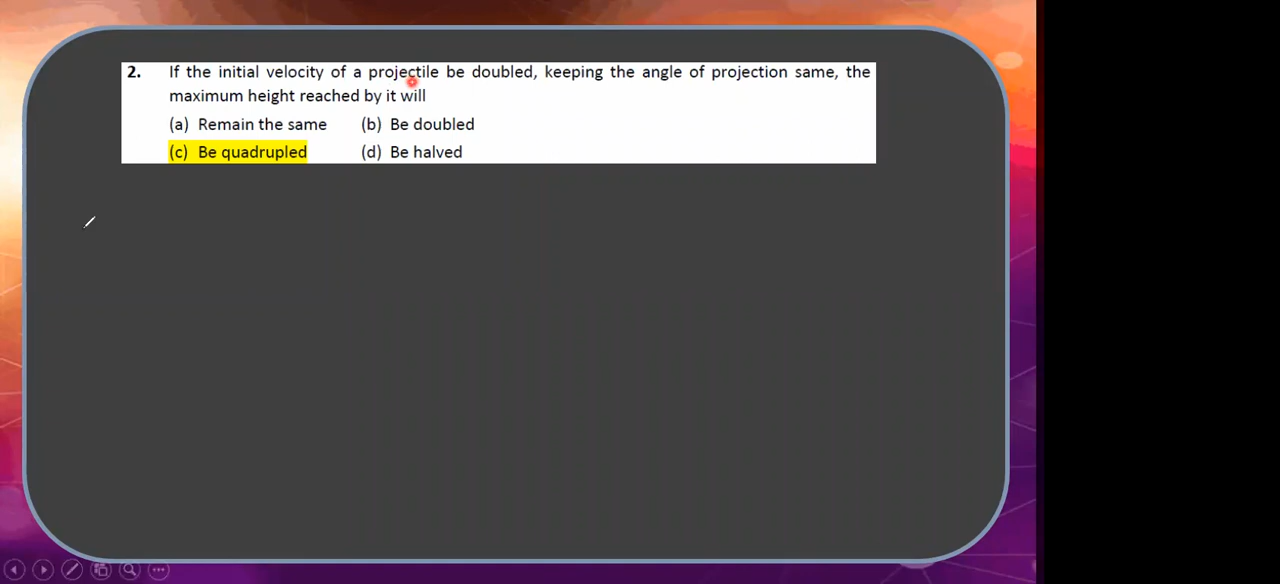 2. If the initial velocity of a projectile be doubled, keeping the angle of projection same, the
maximum height reached by it will
(a) Remain the same (b) Be doubled
(c) Be quadrupled (d) Be halved